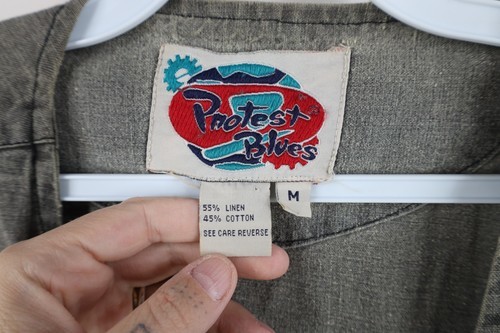 Protest
Blues
M
55% LINEN
45% COTTON
SEE CARE REVERSE